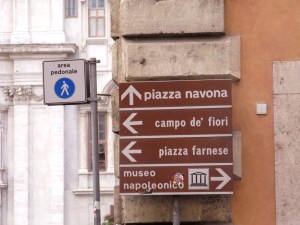 area
pedonale
piazza navona
campo de' fiori
piazza farnese
museo
napoleonico